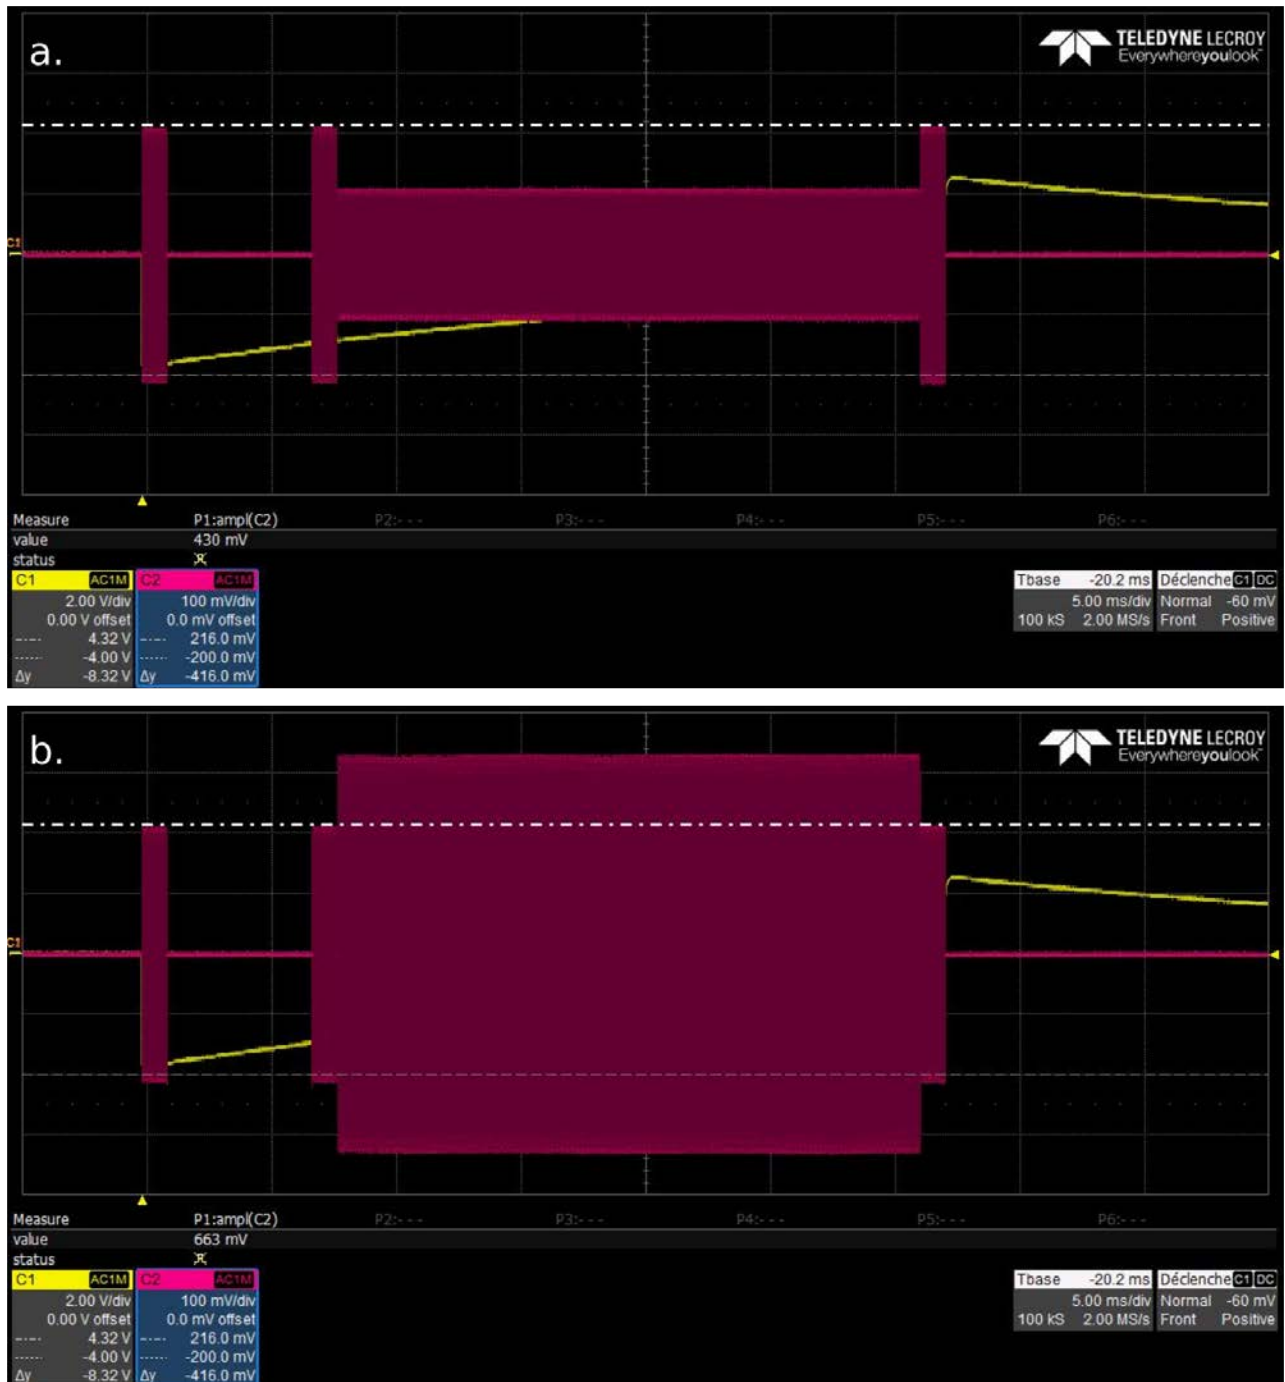 a.
TELEDYNE LECROY
Everywhereyoulook™
C1
Measure P1:ampl(C2) P2:- - - P3:- - - P4:- - - P5:- - - P6:- - -
value 430 mV
status
C1 AC1M C2 AC1M Tbase -20.2 ms Déclenche C1 DC
2.00 V/div 100 mV/div 5.00 ms/div Normal -60 mV
0.00 V offset 0.0 mV offset 100 kS 2.00 MS/s Front Positive
4.32 V 216.0 mV
-4.00 V -200.0 mV
Δy -8.32 V Δy -416.0 mV
b.
TELEDYNE LECROY
Everywhereyoulook™
C1
Measure P1:ampl(C2) P2:- - - P3:- - - P4:- - - P5:- - - P6:- - -
value 663 mV
status
C1 AC1M C2 AC1M Tbase -20.2 ms Déclenche C1 DC
2.00 V/div 100 mV/div 5.00 ms/div Normal -60 mV
0.00 V offset 0.0 mV offset 100 kS 2.00 MS/s Front Positive
4.32 V 216.0 mV
-4.00 V -200.0 mV
Δy -8.32 V Δy -416.0 mV